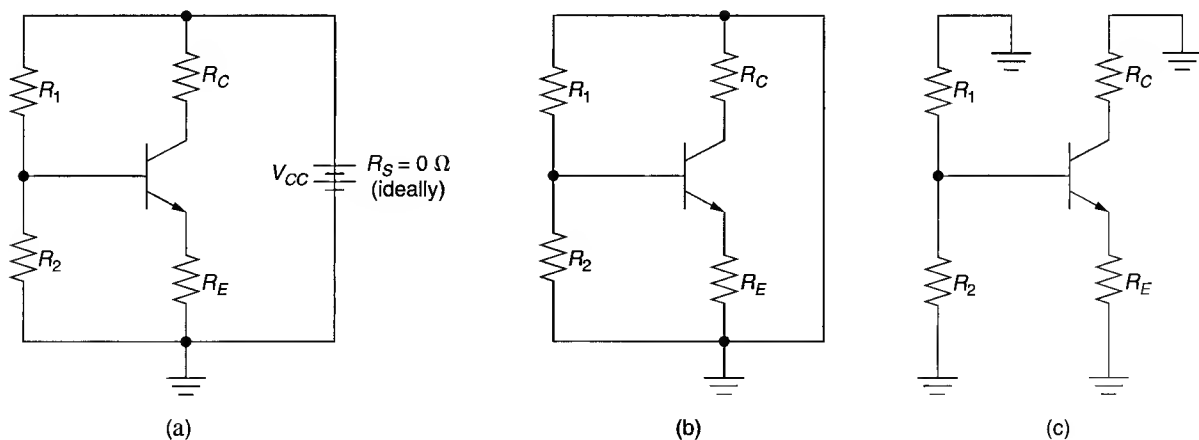 R1
RC
VCC
RS = 0 Ω
(ideally)
R2
RE
(a)
R1
RC
R2
RE
(b)
R1
RC
R2
RE
(c)